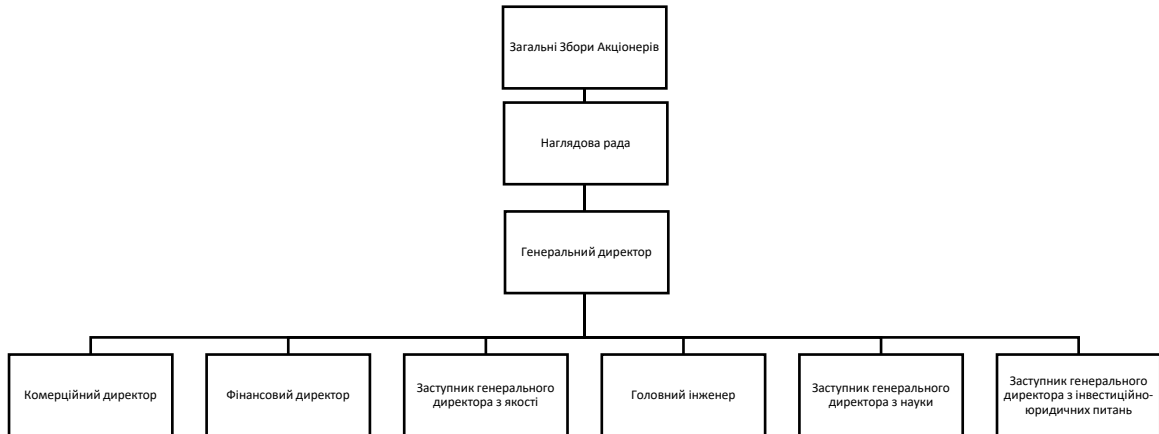 Загальні Збори Акціонерів
Наглядова рада
Генеральний директор
Комерційний директор
Фінансовий директор
Заступник генерального
директора з якості
Головний інженер
Заступник генерального
директора з науки
Заступник генерального
директора з інвестиційно-
юридичних питань